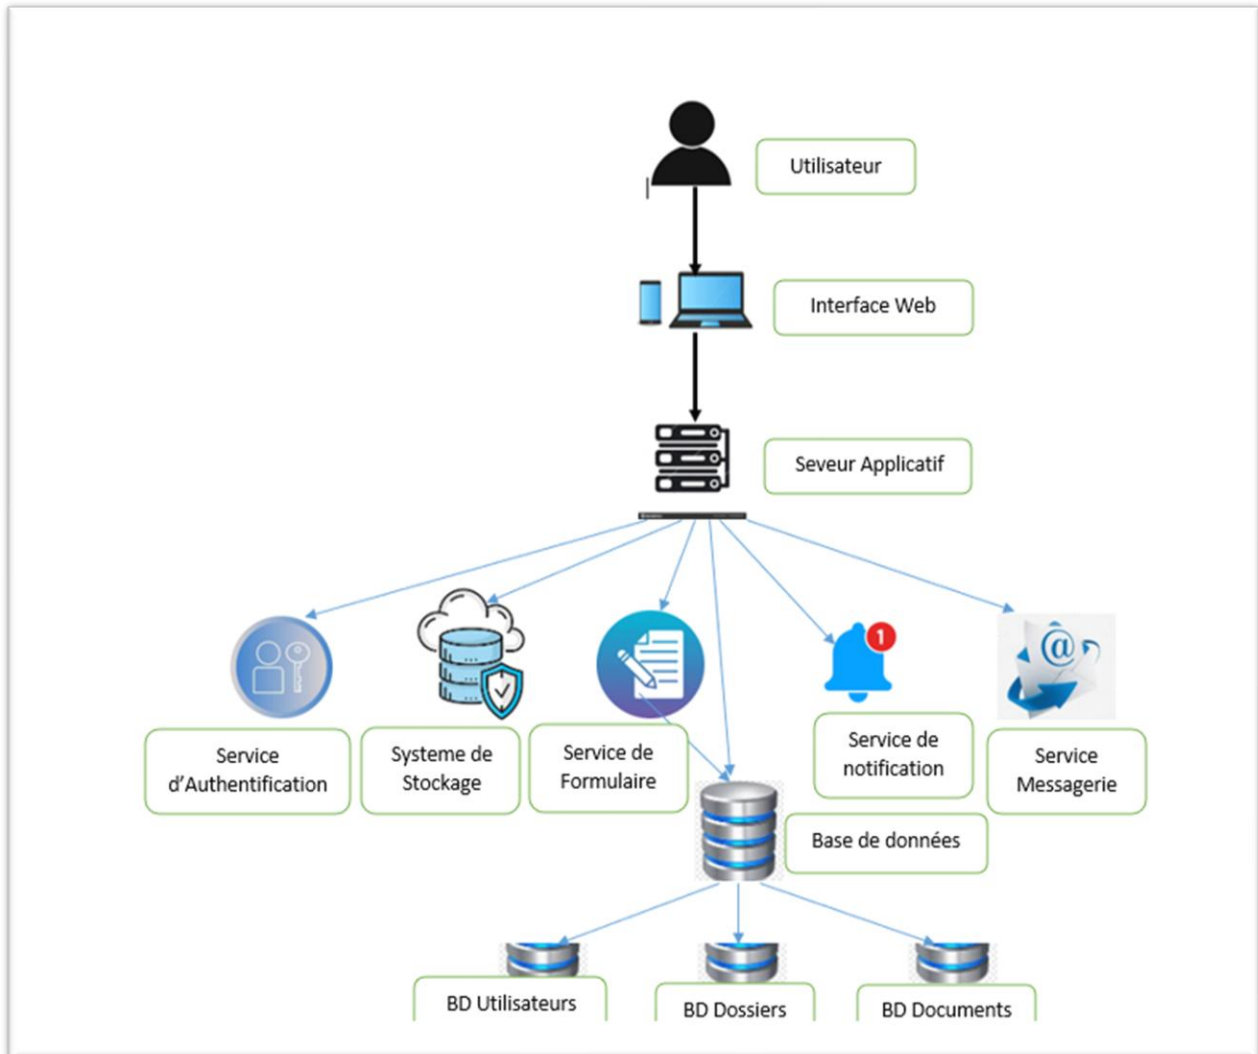 Utilisateur
Interface Web
Seveur Applicatif
1
@
Service
d'Authentification
Systeme de
Stockage
Service de
Formulaire
Service de
notification
Service
Messagerie
Base de données
BD Utilisateurs
BD Dossiers
BD Documents